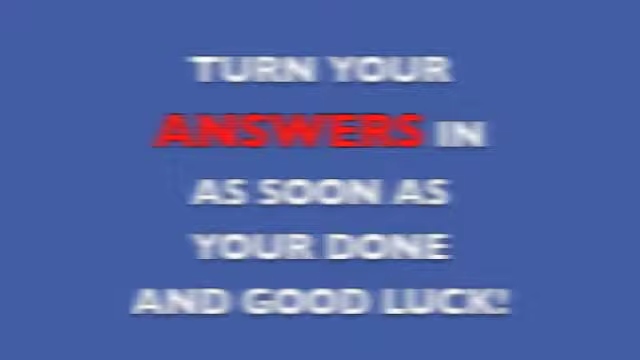 TURN YOUR
ANSWERS IN
AS SOON AS
YOUR DONE
AND GOOD LUCK!